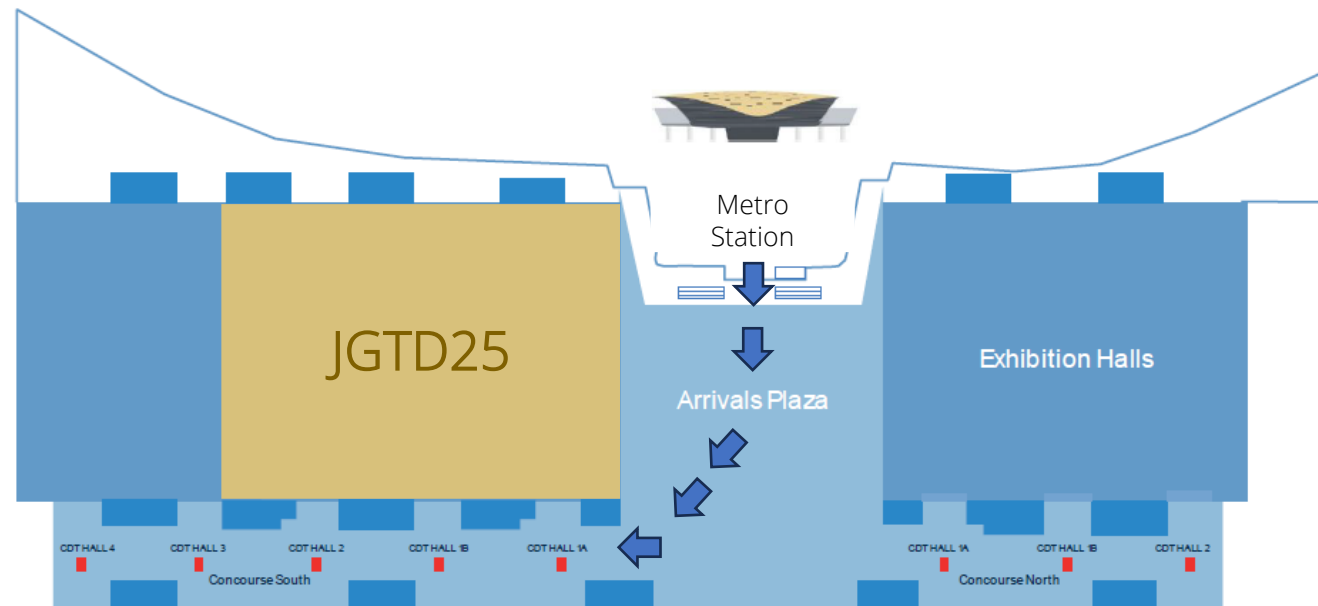 Metro
Station
JGTD25
Exhibition Halls
Arrivals Plaza
CDT HALL 4
CDT HALL 3
CDT HALL 2
CDT HALL 1B
CDT HALL 1A
CDT HALL 1A
CDT HALL 1B
CDT HALL 2
Concourse South
Concourse North